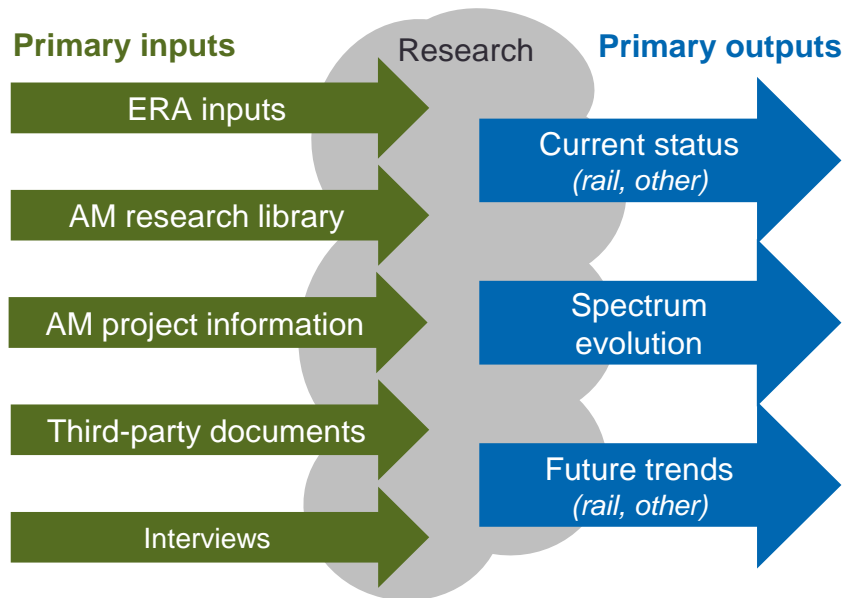 Primary inputs
Research
Primary outputs
ERA inputs
AM research library
AM project information
Third-party documents
Interviews
Current status
(rail, other)
Spectrum
evolution
Future trends
(rail, other)